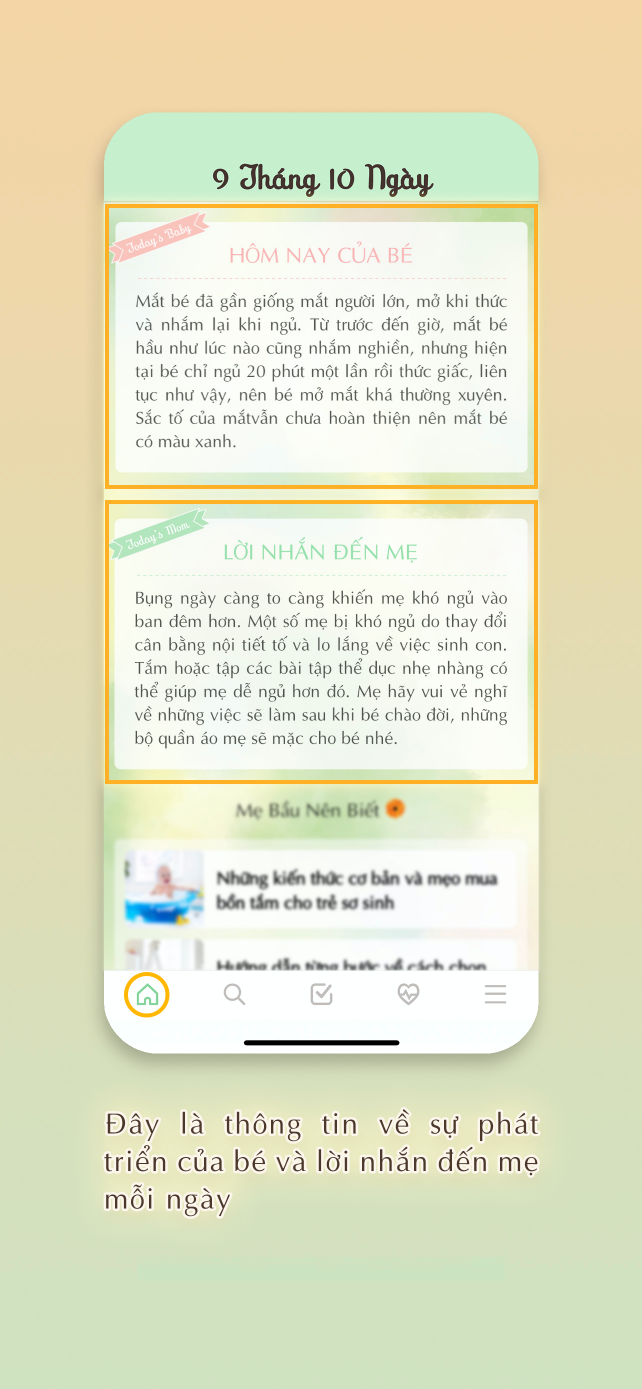 9 Tháng 10 Ngày
Today's Baby
HÔM NAY CỦA BÉ
Mắt bé đã gần giống mắt người lớn, mở khi thức
và nhắm lại khi ngủ. Từ trước đến giờ, mắt bé
hầu như lúc nào cũng nhắm nghiền, nhưng hiện
tại bé chỉ ngủ 20 phút một lần rồi thức giấc, liên
tục như vậy, nên bé mở mắt khá thường xuyên.
Sắc tố của mắtvẫn chưa hoàn thiện nên mắt bé
có màu xanh.
Today's Mom
LỜI NHẮN ĐẾN MẸ
Bụng ngày càng to càng khiến mẹ khó ngủ vào
ban đêm hơn. Một số mẹ bị khó ngủ do thay đổi
cân bằng nội tiết tố và lo lắng về việc sinh con.
Tắm hoặc tập các bài tập thể dục nhẹ nhàng có
thể giúp mẹ dễ ngủ hơn đó. Mẹ hãy vui vẻ nghĩ
về những việc sẽ làm sau khi bé chào đời, những
bộ quần áo mẹ sẽ mặc cho bé nhé.
Mẹ Bầu Nên Biết
Những kiến thức cơ bản và mẹo mua
bồn tắm cho trẻ sơ sinh
Hướng dẫn từng bước về cách chọn
Đây là thông tin về sự phát
triển của bé và lời nhắn đến mẹ
mỗi ngày